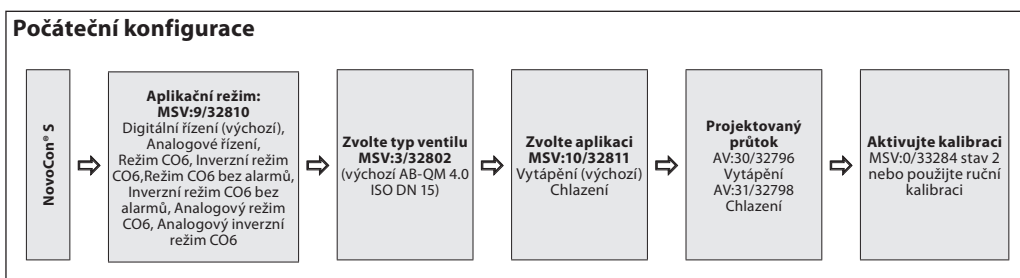 Počáteční konfigurace
NovoCon® S
Aplikační režim:
MSV:9/32810
Digitální řízení (výchozí),
Analogové řízení,
Režim CO6, Inverzní režim
CO6,Režim CO6 bez alarmů,
Inverzní režim CO6 bez
alarmů, Analogový režim
CO6, Analogový inverzní
režim CO6
Zvolte typ ventilu
MSV:3/32802
(výchozí AB-QM 4.0
ISO DN 15)
Zvolte aplikaci
MSV:10/32811
Vytápění (výchozí)
Chlazení
Projektovaný
průtok
AV:30/32796
Vytápění
AV:31/32798
Chlazení
Aktivujte kalibraci
MSV:0/33284 stav 2
nebo použijte ruční
kalibraci